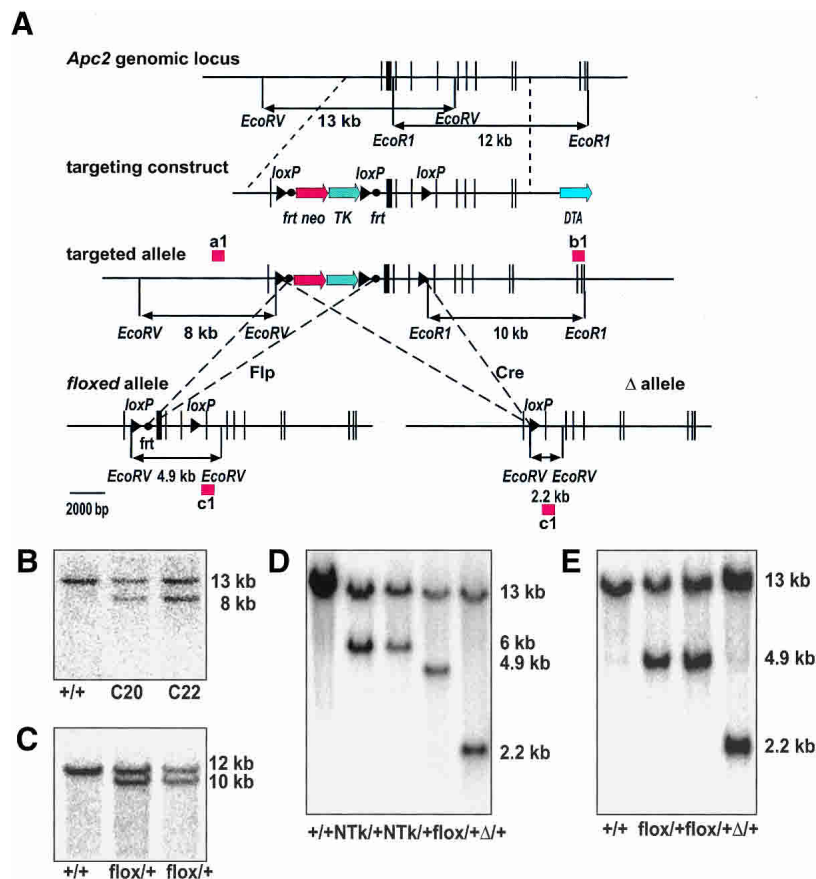 A
Apc2 genomic locus
EcoRV 13 kb EcoRV
EcoR1 12 kb EcoR1
targeting construct
loxP loxP loxP
frt neo TK frt DTA
targeted allele
a1 b1
EcoRV 8 kb EcoRV EcoR1 10 kb EcoR1
Flp Cre
floxed allele Δ allele
loxP loxP loxP
frt
EcoRV 4.9 kb EcoRV EcoRV EcoRV
2.2 kb
c1 c1
2000 bp
B
13 kb
8 kb
+/+ C20 C22
C
12 kb
10 kb
+/+ flox/+ flox/+
D
13 kb
6 kb
4.9 kb
2.2 kb
+/+NTk/+NTk/+flox/+Δ/+
E
13 kb
4.9 kb
2.2 kb
+/+ flox/+flox/+Δ/+